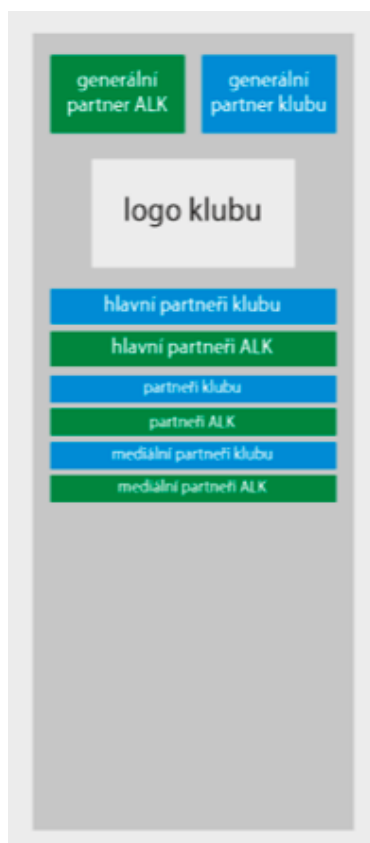 generální
partner ALK
generální
partner klubu
logo klubu
hlavní partneři klubu
hlavní partneři ALK
partneři klubu
partneři ALK
mediální partneři klubu
mediální partneři ALK